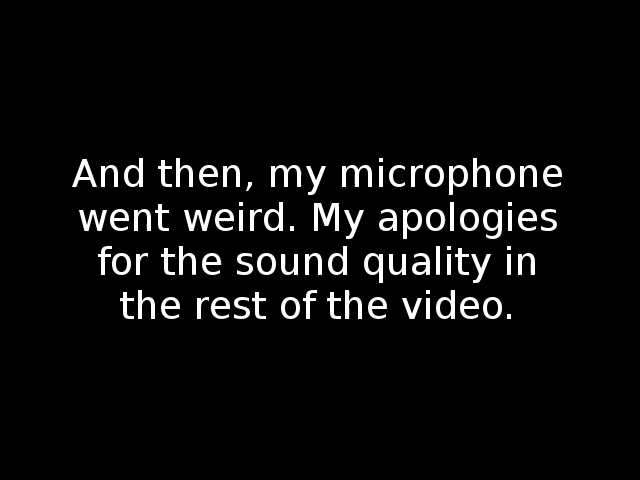 And then, my microphone
went weird. My apologies
for the sound quality in
the rest of the video.